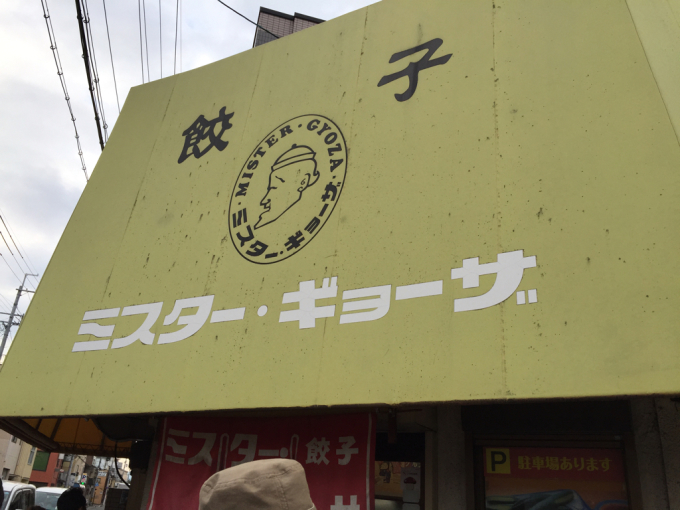 餃 子
MISTER・GYOZA
ミスター・ギョーザ
ミスター・ギョーザ
ミスター 餃子
P 駐車場あります